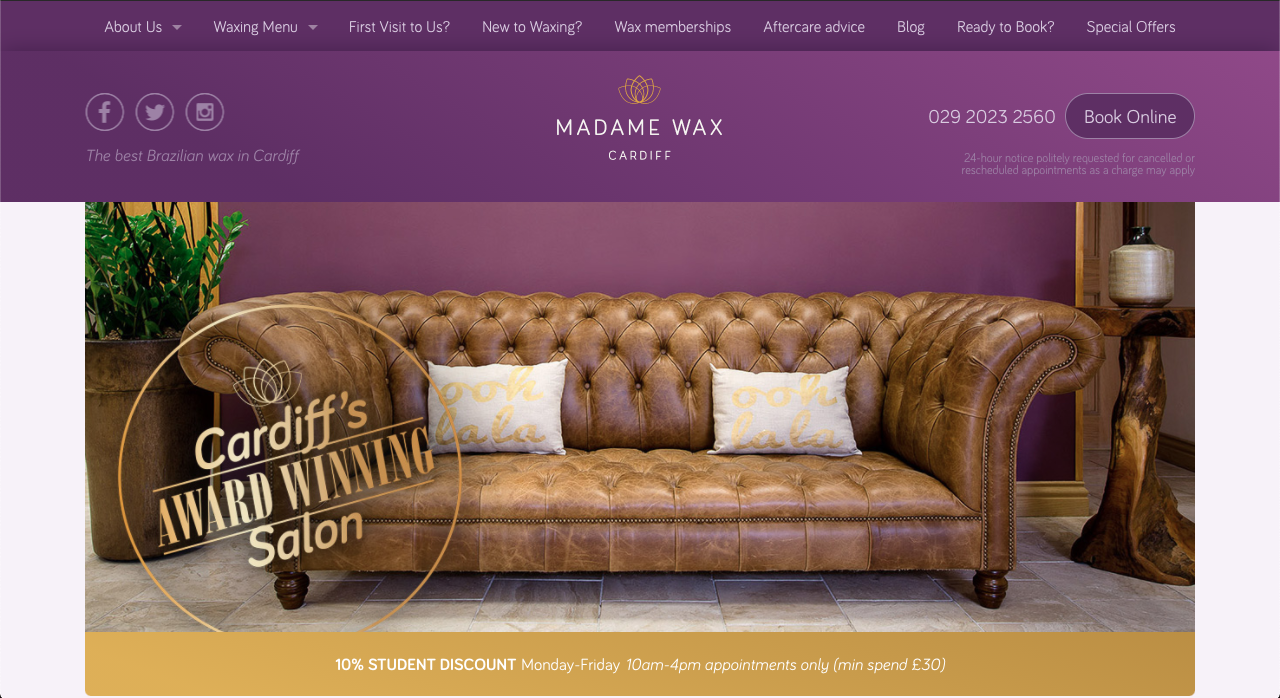 About Us Waxing Menu First Visit to Us? New to Waxing? Wax memberships Aftercare advice Blog Ready to Book? Special Offers
MADAME WAX
CARDIFF
The best Brazilian wax in Cardiff
029 2023 2560 Book Online
24-hour notice politely requested for cancelled or
rescheduled appointments as a charge may apply
ooh
la la
ooh
la la
Cardiff's
AWARD WINNING
Salon
10% STUDENT DISCOUNT Monday-Friday 10am-4pm appointments only (min spend £30)